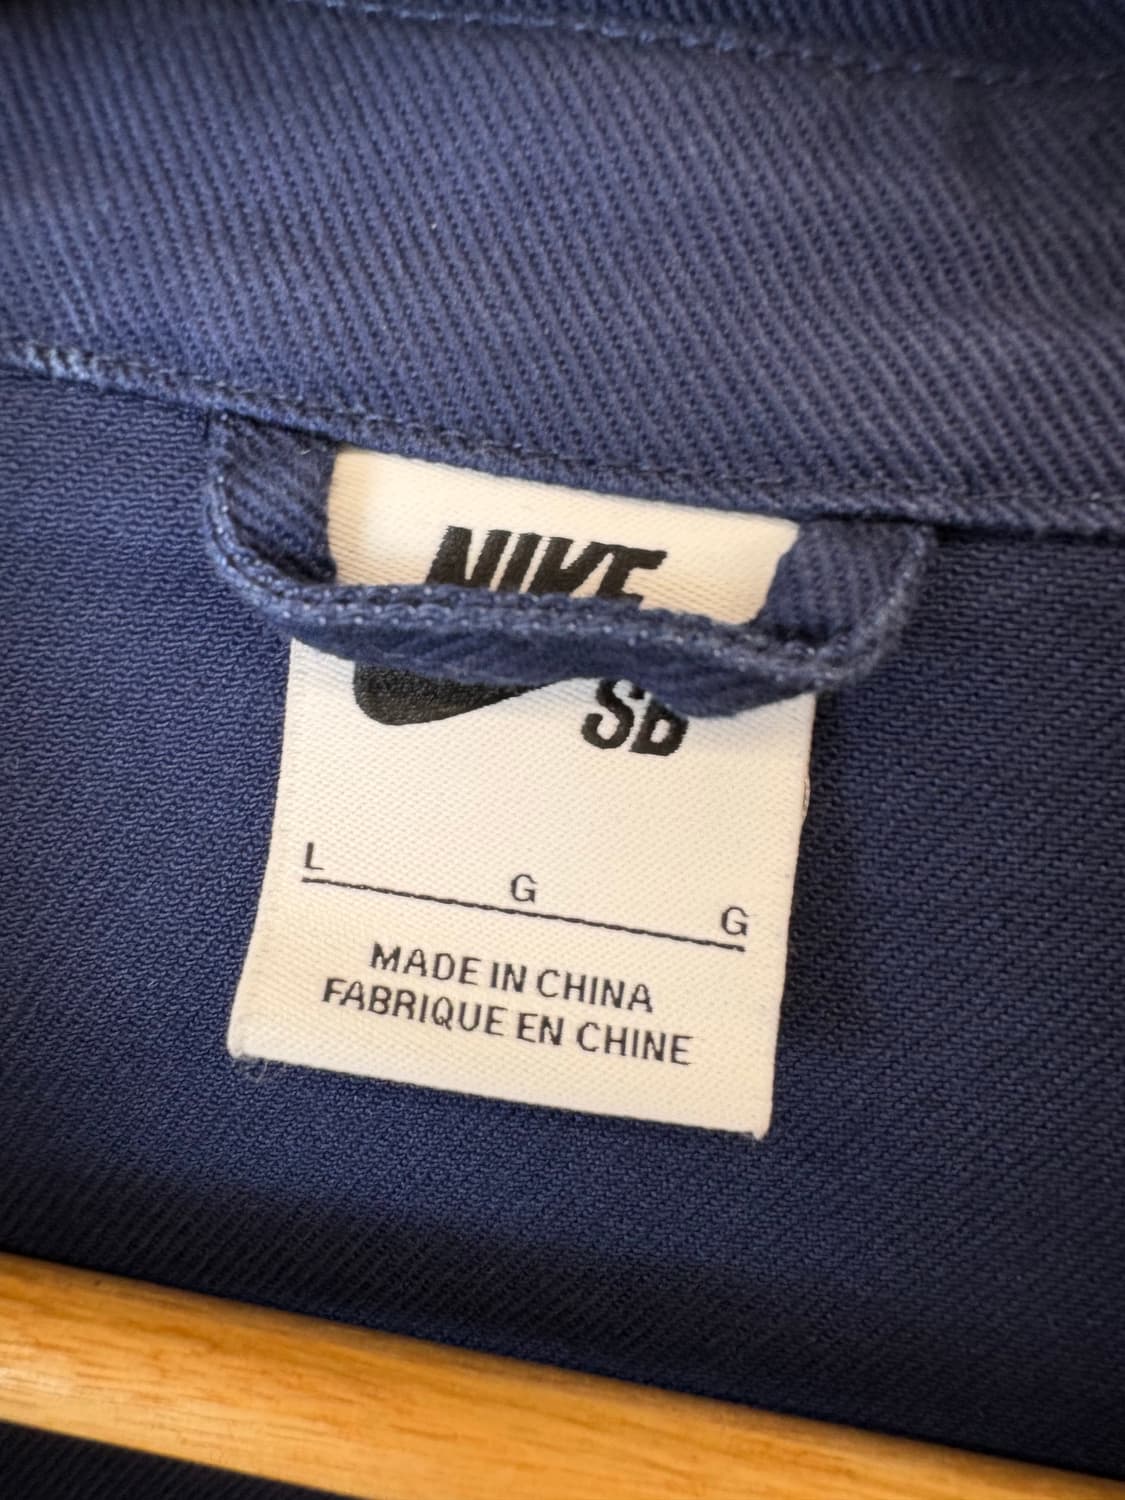 NIKE
SB
L G G
MADE IN CHINA
FABRIQUE EN CHINE